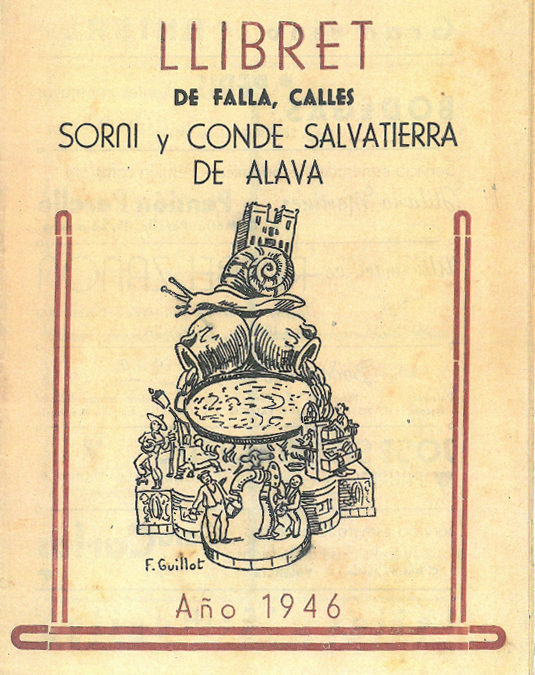 LLIBRET
DE FALLA, CALLES
SORNI y CONDE SALVATIERRA
DE ALAVA
F. Guillot
Año 1946